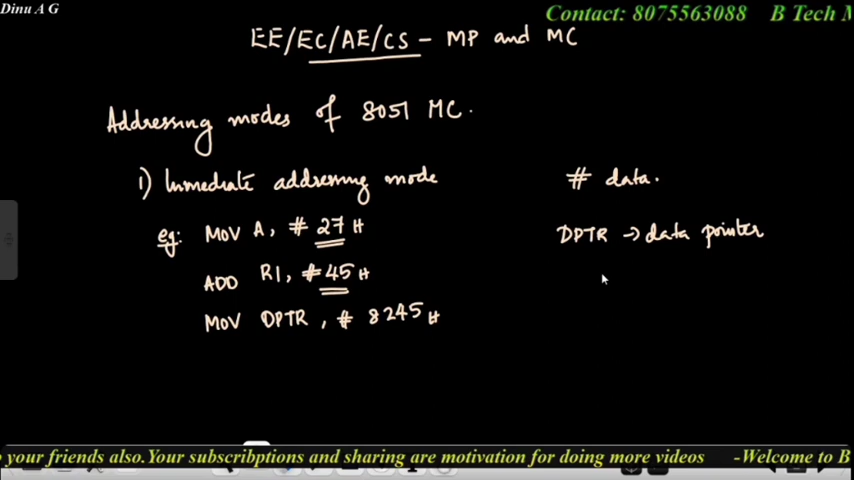 Dinu A G
Contact: 8075563088 B Tech M
EE/EC/AE/CS - MP and MC
Addressing modes of 8051 MC.
1) Immediate addressing mode # data.
eg: MOV A, # 27 H DPTR → data pointer
ADD R1, # 45 H
MOV DPTR, # 8245 H
o your friends also.Your subscribptions and sharing are motivation for doing more videos -Welcome to B